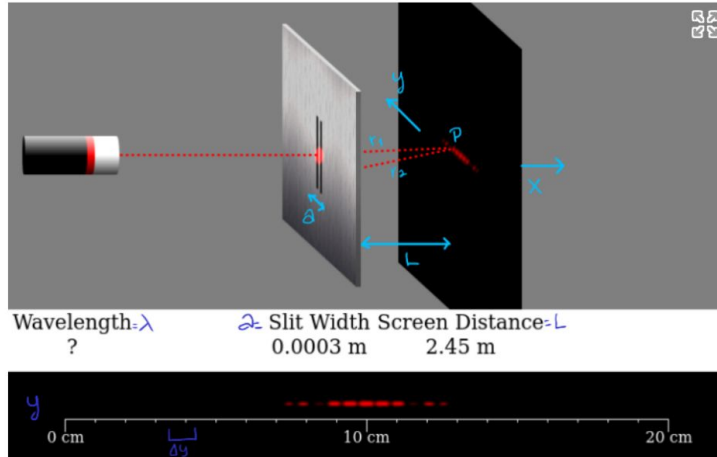 y
P
r₁
r₂
a
X
L
Wavelength=λ a= Slit Width Screen Distance=L
? 0.0003 m 2.45 m
y
0 cm 10 cm 20 cm
Δy